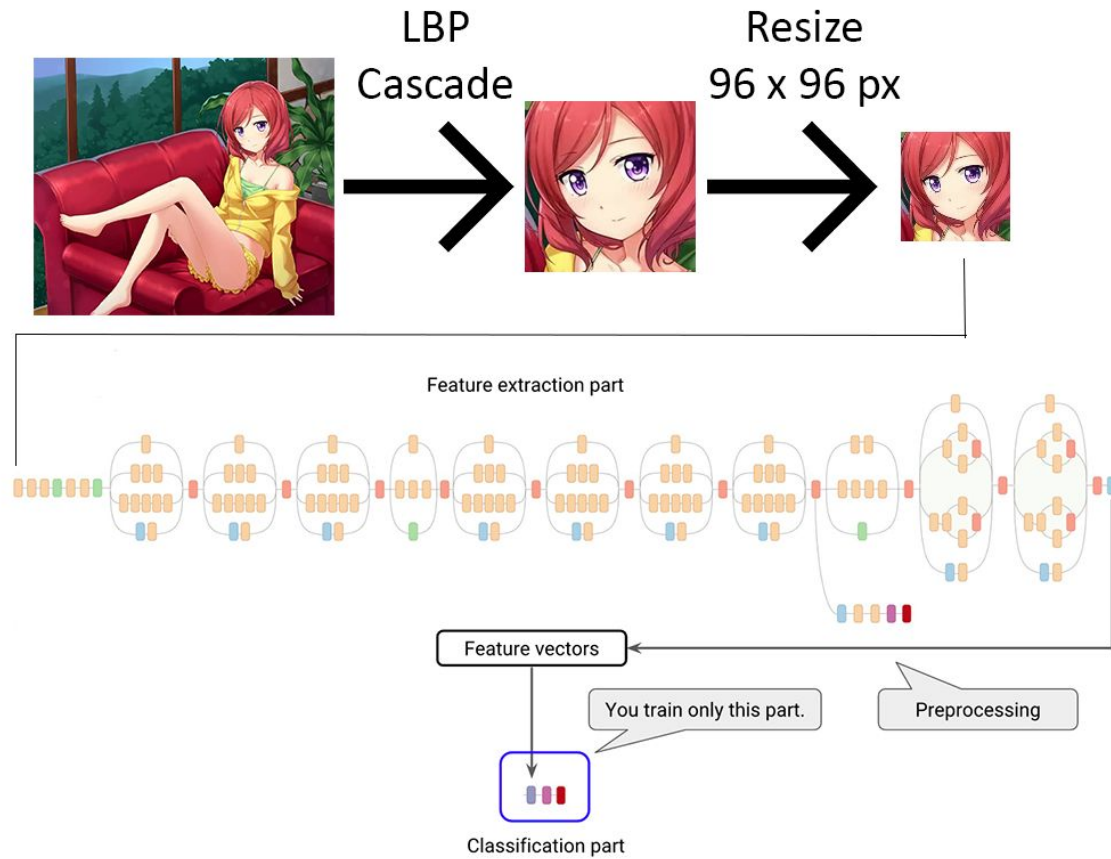 LBP
Cascade
Resize
96 x 96 px
Feature extraction part
Feature vectors
You train only this part.
Preprocessing
Classification part